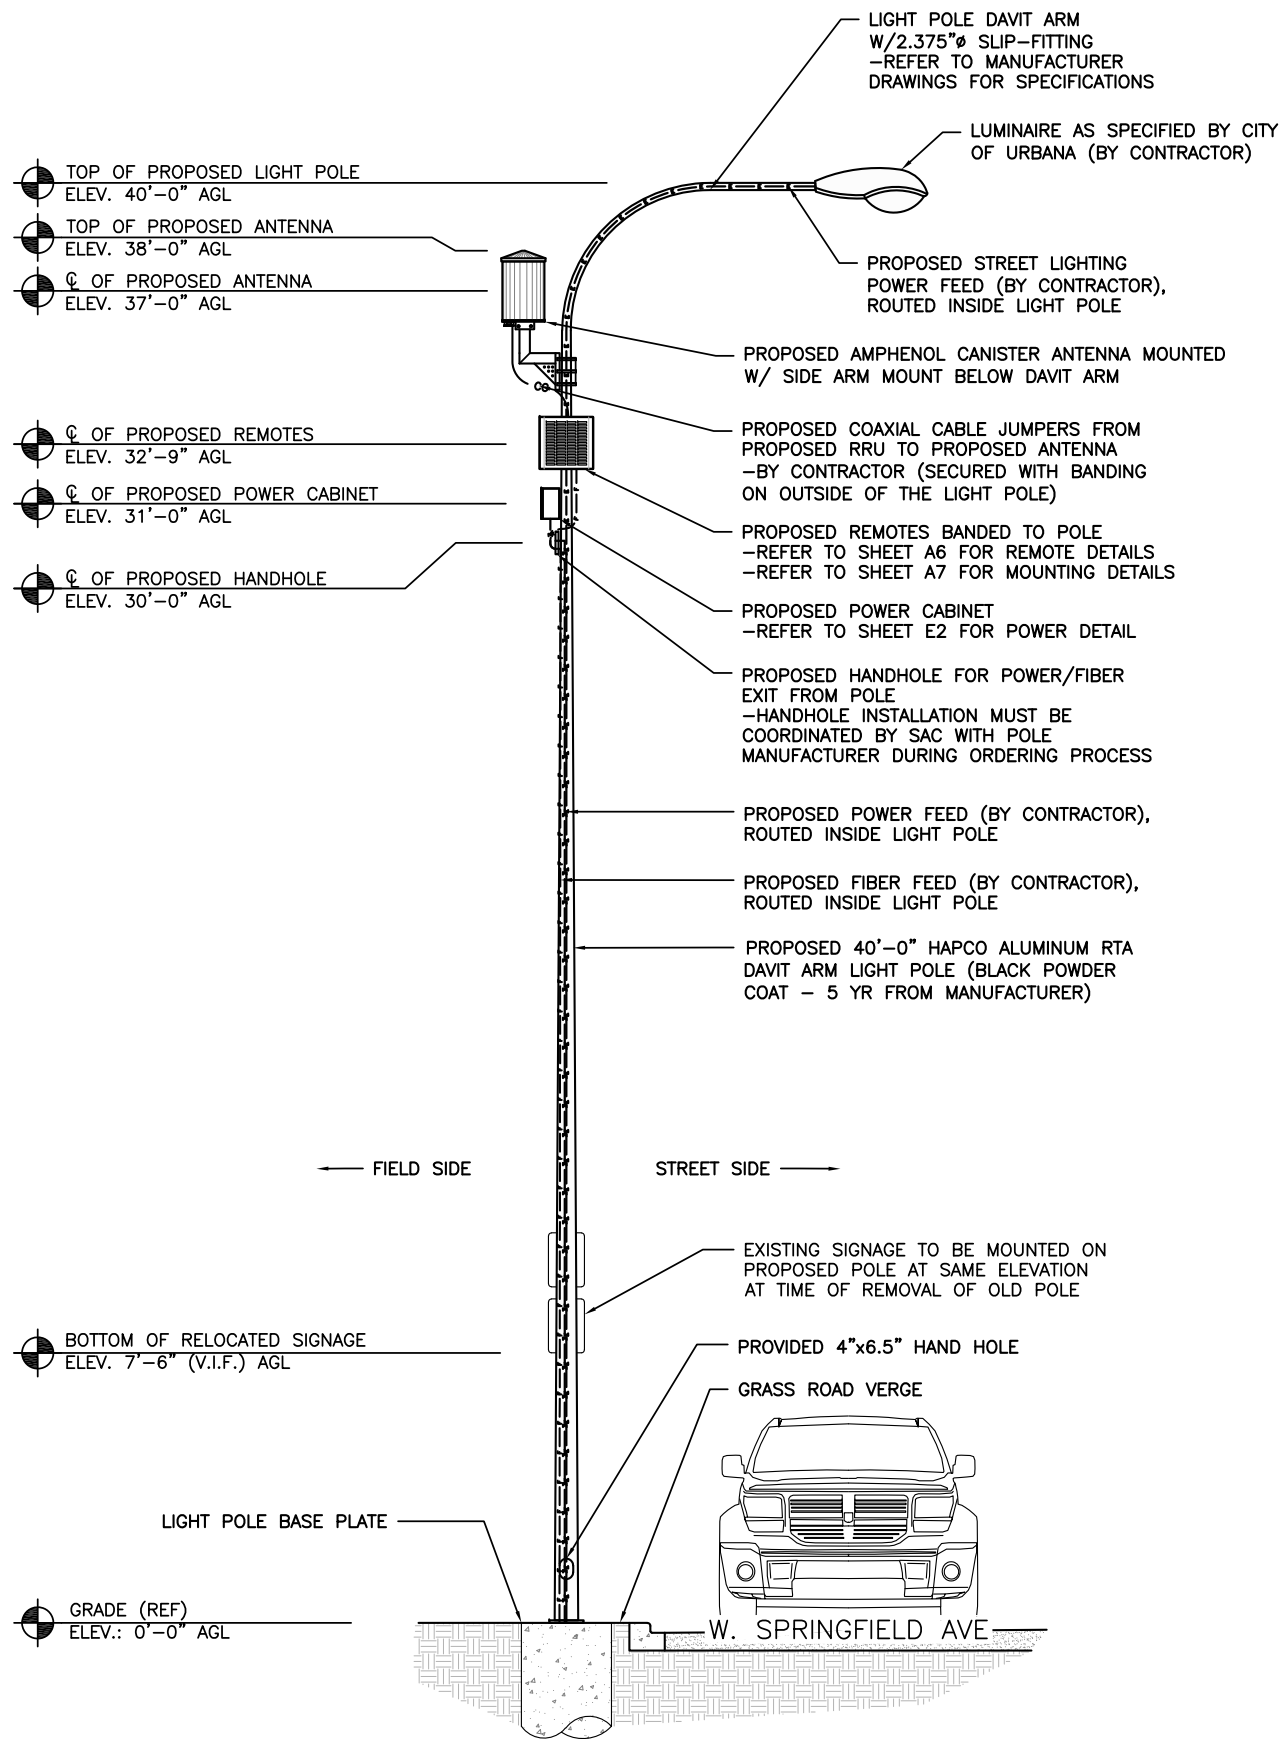 LIGHT POLE DAVIT ARM
W/2.375"ø SLIP-FITTING
-REFER TO MANUFACTURER
DRAWINGS FOR SPECIFICATIONS
LUMINAIRE AS SPECIFIED BY CITY
OF URBANA (BY CONTRACTOR)
TOP OF PROPOSED LIGHT POLE
ELEV. 40'-0" AGL
TOP OF PROPOSED ANTENNA
ELEV. 38'-0" AGL
℄ OF PROPOSED ANTENNA
ELEV. 37'-0" AGL
PROPOSED STREET LIGHTING
POWER FEED (BY CONTRACTOR),
ROUTED INSIDE LIGHT POLE
PROPOSED AMPHENOL CANISTER ANTENNA MOUNTED
W/ SIDE ARM MOUNT BELOW DAVIT ARM
℄ OF PROPOSED REMOTES
ELEV. 32'-9" AGL
PROPOSED COAXIAL CABLE JUMPERS FROM
PROPOSED RRU TO PROPOSED ANTENNA
-BY CONTRACTOR (SECURED WITH BANDING
ON OUTSIDE OF THE LIGHT POLE)
℄ OF PROPOSED POWER CABINET
ELEV. 31'-0" AGL
PROPOSED REMOTES BANDED TO POLE
-REFER TO SHEET A6 FOR REMOTE DETAILS
-REFER TO SHEET A7 FOR MOUNTING DETAILS
℄ OF PROPOSED HANDHOLE
ELEV. 30'-0" AGL
PROPOSED POWER CABINET
-REFER TO SHEET E2 FOR POWER DETAIL
PROPOSED HANDHOLE FOR POWER/FIBER
EXIT FROM POLE
-HANDHOLE INSTALLATION MUST BE
COORDINATED BY SAC WITH POLE
MANUFACTURER DURING ORDERING PROCESS
PROPOSED POWER FEED (BY CONTRACTOR),
ROUTED INSIDE LIGHT POLE
PROPOSED FIBER FEED (BY CONTRACTOR),
ROUTED INSIDE LIGHT POLE
PROPOSED 40'-0" HAPCO ALUMINUM RTA
DAVIT ARM LIGHT POLE (BLACK POWDER
COAT - 5 YR FROM MANUFACTURER)
FIELD SIDE
STREET SIDE
EXISTING SIGNAGE TO BE MOUNTED ON
PROPOSED POLE AT SAME ELEVATION
AT TIME OF REMOVAL OF OLD POLE
BOTTOM OF RELOCATED SIGNAGE
ELEV. 7'-6" (V.I.F.) AGL
PROVIDED 4"x6.5" HAND HOLE
GRASS ROAD VERGE
LIGHT POLE BASE PLATE
GRADE (REF)
ELEV.: 0'-0" AGL
W. SPRINGFIELD AVE